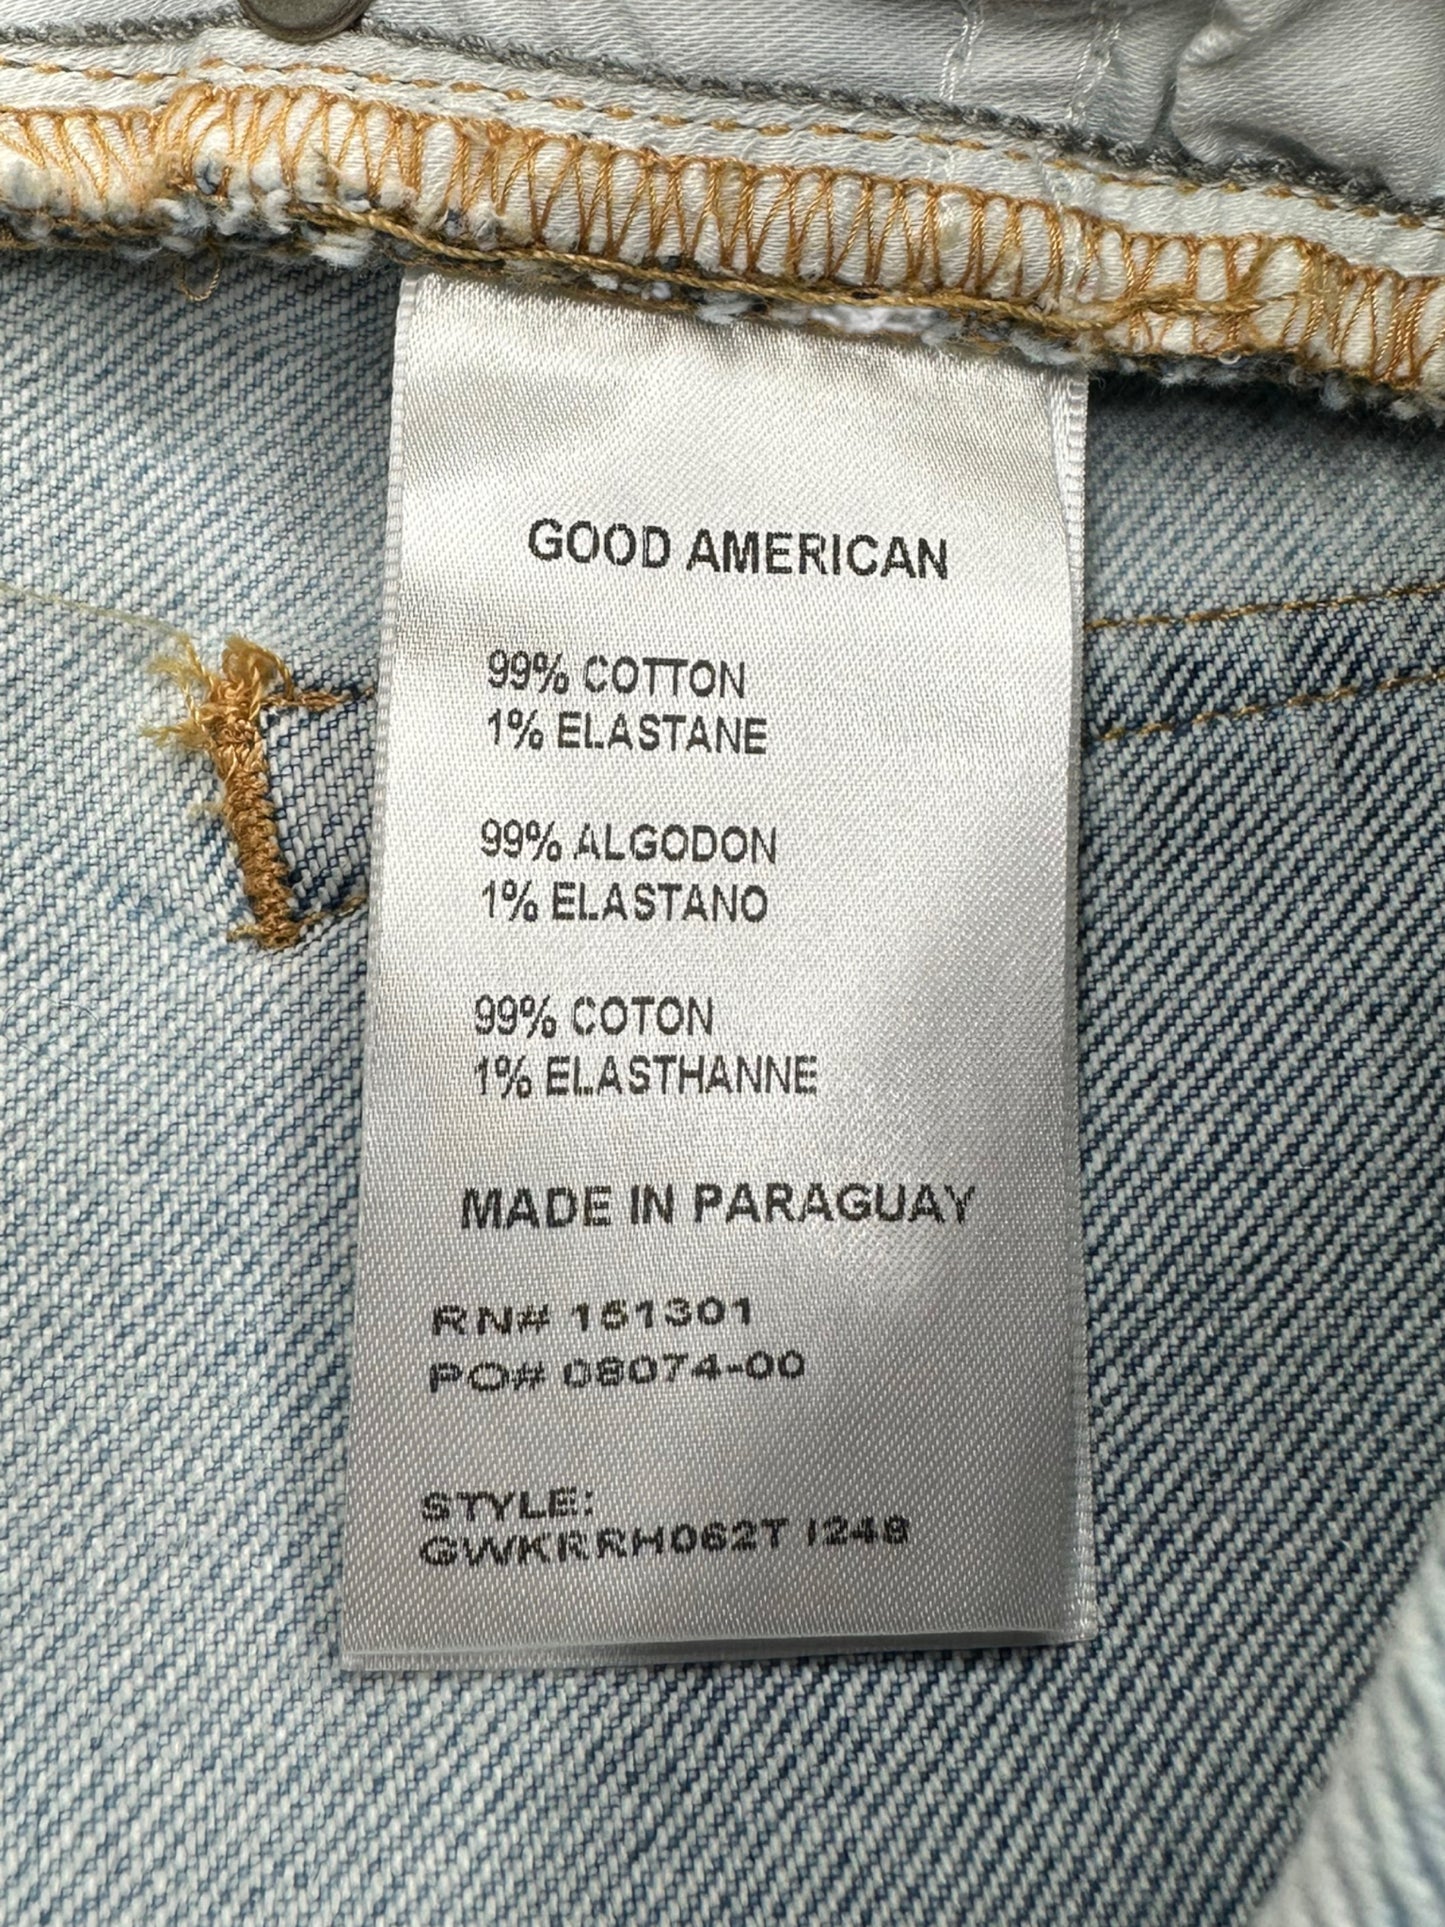 GOOD AMERICAN
99% COTTON
1% ELASTANE
99% ALGODON
1% ELASTANO
99% COTON
1% ELASTHANNE
MADE IN PARAGUAY
RN# 151301
PO# 08074-00
STYLE:
GWKRRH062T I248